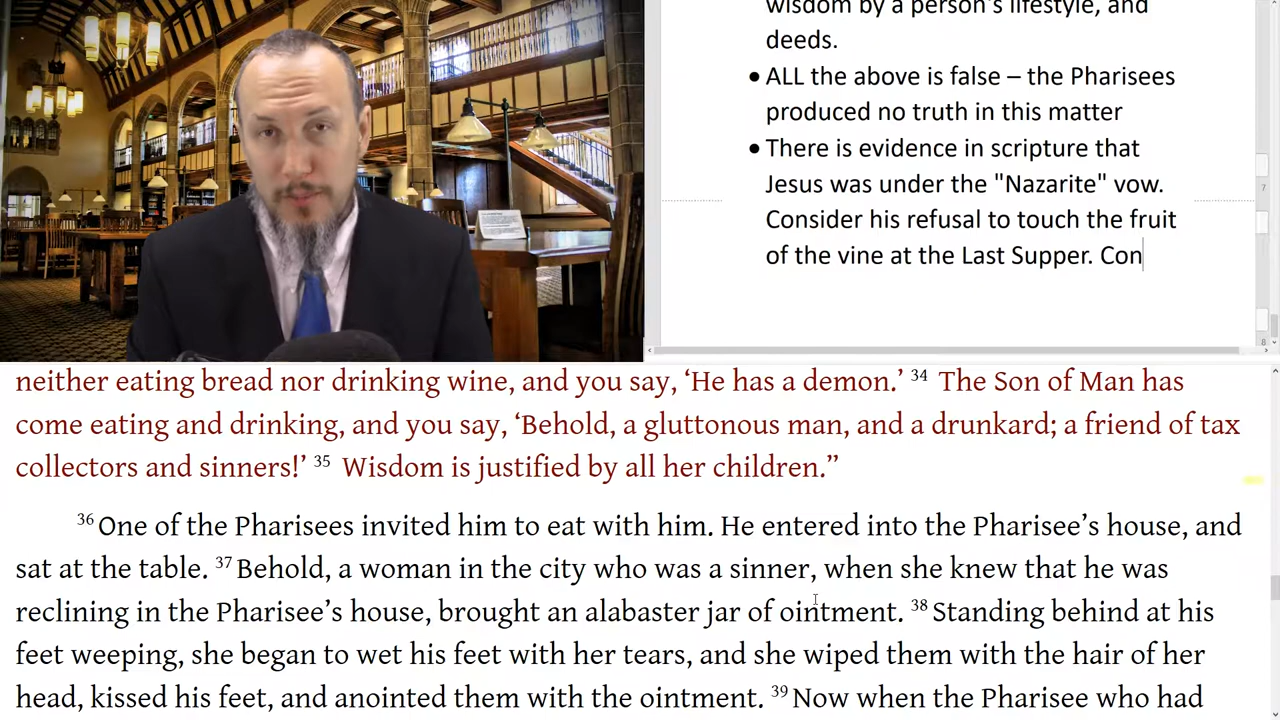 wisdom by a person's lifestyle, and
deeds.
• ALL the above is false – the Pharisees
produced no truth in this matter
• There is evidence in scripture that
Jesus was under the "Nazarite" vow.
Consider his refusal to touch the fruit
of the vine at the Last Supper. Con
7
8
neither eating bread nor drinking wine, and you say, ‘He has a demon.’ 34 The Son of Man has
come eating and drinking, and you say, ‘Behold, a gluttonous man, and a drunkard; a friend of tax
collectors and sinners!’ 35 Wisdom is justified by all her children.”
36 One of the Pharisees invited him to eat with him. He entered into the Pharisee’s house, and
sat at the table. 37 Behold, a woman in the city who was a sinner, when she knew that he was
reclining in the Pharisee’s house, brought an alabaster jar of ointment. 38 Standing behind at his
feet weeping, she began to wet his feet with her tears, and she wiped them with the hair of her
head, kissed his feet, and anointed them with the ointment. 39 Now when the Pharisee who had